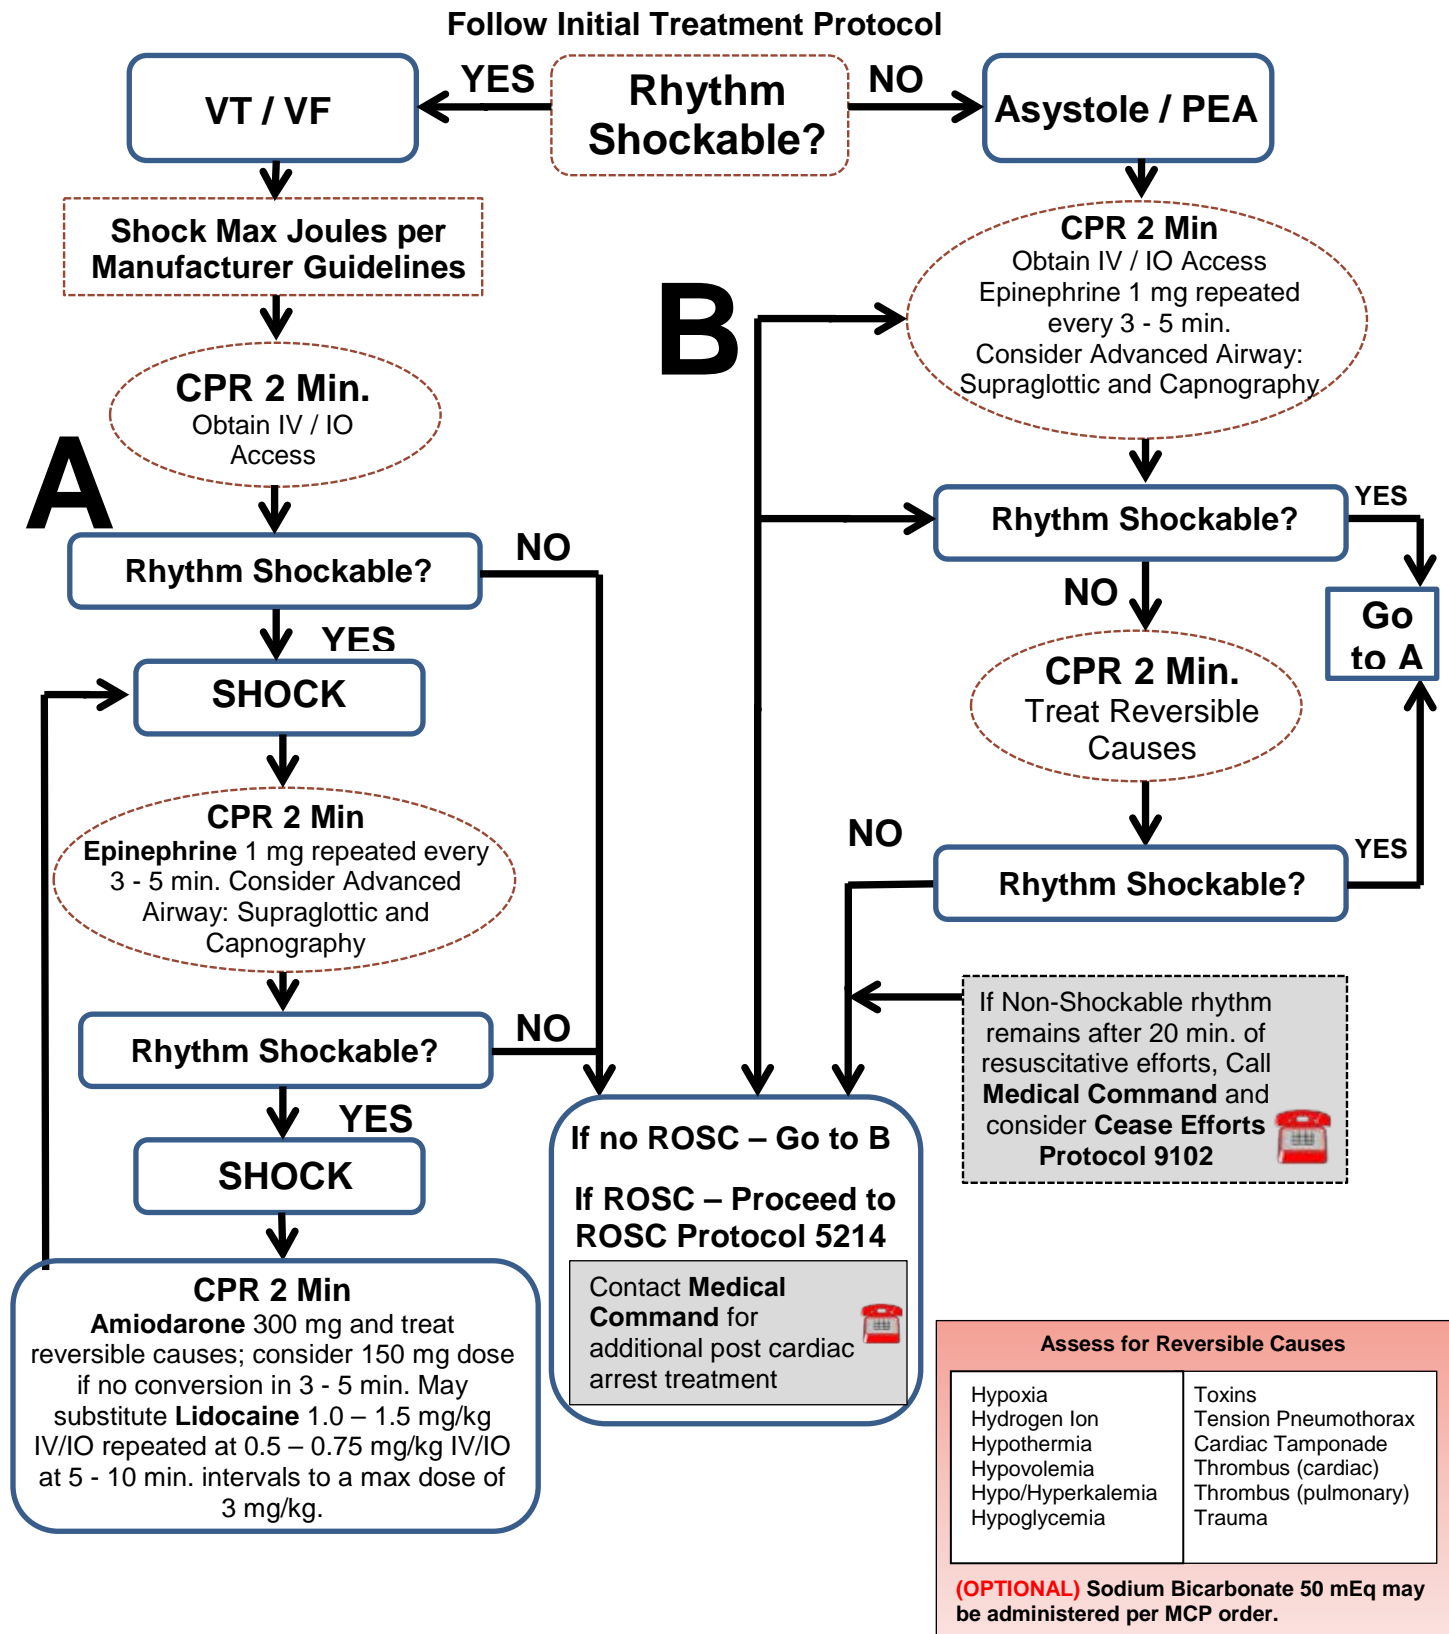 Follow Initial Treatment Protocol
YES
Rhythm
Shockable?
NO
VT / VF
Asystole / PEA
Shock Max Joules per
Manufacturer Guidelines
CPR 2 Min.
Obtain IV / IO
Access
A
Rhythm Shockable?
NO
YES
SHOCK
CPR 2 Min
Epinephrine 1 mg repeated every
3 - 5 min. Consider Advanced
Airway: Supraglottic and
Capnography
Rhythm Shockable?
NO
YES
SHOCK
CPR 2 Min
Amiodarone 300 mg and treat
reversible causes; consider 150 mg dose
if no conversion in 3 - 5 min. May
substitute Lidocaine 1.0 – 1.5 mg/kg
IV/IO repeated at 0.5 – 0.75 mg/kg IV/IO
at 5 - 10 min. intervals to a max dose of
3 mg/kg.
B
CPR 2 Min
Obtain IV / IO Access
Epinephrine 1 mg repeated
every 3 - 5 min.
Consider Advanced Airway:
Supraglottic and Capnography
Rhythm Shockable?
YES
NO
Go
to A
CPR 2 Min.
Treat Reversible
Causes
NO
Rhythm Shockable?
YES
If Non-Shockable rhythm
remains after 20 min. of
resuscitative efforts, Call
Medical Command and
consider Cease Efforts
Protocol 9102
If no ROSC – Go to B
If ROSC – Proceed to
ROSC Protocol 5214
Contact Medical
Command for
additional post cardiac
arrest treatment
Assess for Reversible Causes
Hypoxia
Hydrogen Ion
Hypothermia
Hypovolemia
Hypo/Hyperkalemia
Hypoglycemia
Toxins
Tension Pneumothorax
Cardiac Tamponade
Thrombus (cardiac)
Thrombus (pulmonary)
Trauma
(OPTIONAL) Sodium Bicarbonate 50 mEq may
be administered per MCP order.